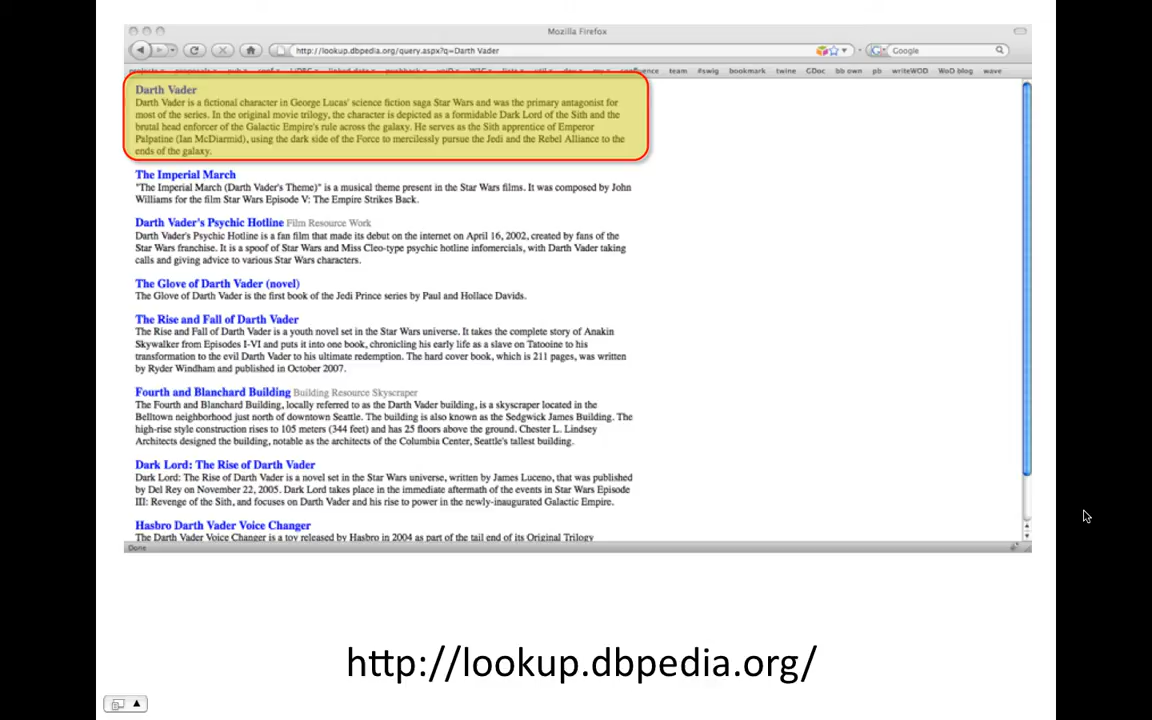 Mozilla Firefox
http://lookup.dbpedia.org/query.aspx?q=Darth Vader
Google
team #swig bookmark twine GDoc bb own pb writeWOD WoD blog wave
Darth Vader
Darth Vader is a fictional character in George Lucas' science fiction saga Star Wars and was the primary antagonist for
most of the series. In the original movie trilogy, the character is depicted as a formidable Dark Lord of the Sith and the
brutal head enforcer of the Galactic Empire's rule across the galaxy. He serves as the Sith apprentice of Emperor
Palpatine (Ian McDiarmid), using the dark side of the Force to mercilessly pursue the Jedi and the Rebel Alliance to the
ends of the galaxy.
The Imperial March
"The Imperial March (Darth Vader's Theme)" is a musical theme present in the Star Wars films. It was composed by John
Williams for the film Star Wars Episode V: The Empire Strikes Back.
Darth Vader's Psychic Hotline Film Resource Work
Darth Vader's Psychic Hotline is a fan film that made its debut on the internet on April 16, 2002, created by fans of the
Star Wars franchise. It is a spoof of Star Wars and Miss Cleo-type psychic hotline infomercials, with Darth Vader taking
calls and giving advice to various Star Wars characters.
The Glove of Darth Vader (novel)
The Glove of Darth Vader is the first book of the Jedi Prince series by Paul and Hollace Davids.
The Rise and Fall of Darth Vader
The Rise and Fall of Darth Vader is a youth novel set in the Star Wars universe. It takes the complete story of Anakin
Skywalker from Episodes I-VI and puts it into one book, chronicling his early life as a slave on Tatooine to his
transformation to the evil Darth Vader to his ultimate redemption. The hard cover book, which is 211 pages, was written
by Ryder Windham and published in October 2007.
Fourth and Blanchard Building Building Resource Skyscraper
The Fourth and Blanchard Building, locally referred to as the Darth Vader building, is a skyscraper located in the
Belltown neighborhood just north of downtown Seattle. The building is also known as the Sedgwick James Building. The
high-rise style construction rises to 105 meters (344 feet) and has 25 floors above the ground. Chester L. Lindsey
Architects designed the building, notable as the architects of the Columbia Center, Seattle's tallest building.
Dark Lord: The Rise of Darth Vader
Dark Lord: The Rise of Darth Vader is a novel set in the Star Wars universe, written by James Luceno, that was published
by Del Rey on November 22, 2005. Dark Lord takes place in the immediate aftermath of the events in Star Wars Episode
III: Revenge of the Sith, and focuses on Darth Vader and his rise to power in the newly-inaugurated Galactic Empire.
Hasbro Darth Vader Voice Changer
The Darth Vader Voice Changer is a toy released by Hasbro in 2004 as part of the tail end of its Original Trilogy
Done
http://lookup.dbpedia.org/